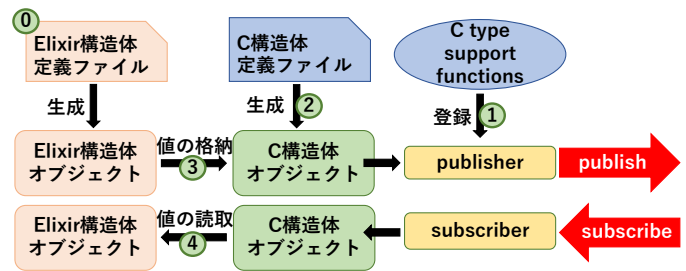 0
Elixir構造体
定義ファイル
C構造体
定義ファイル
C type
support
functions
生成
生成
2
登録
1
Elixir構造体
オブジェクト
値の格納
3
C構造体
オブジェクト
publisher
publish
Elixir構造体
オブジェクト
値の読取
4
C構造体
オブジェクト
subscriber
subscribe